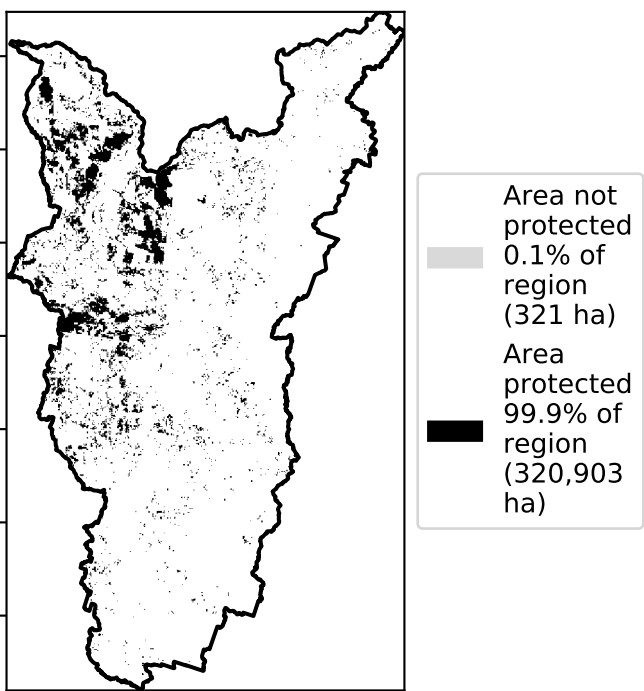 Area not
protected
0.1% of
region
(321 ha)
Area
protected
99.9% of
region
(320,903
ha)